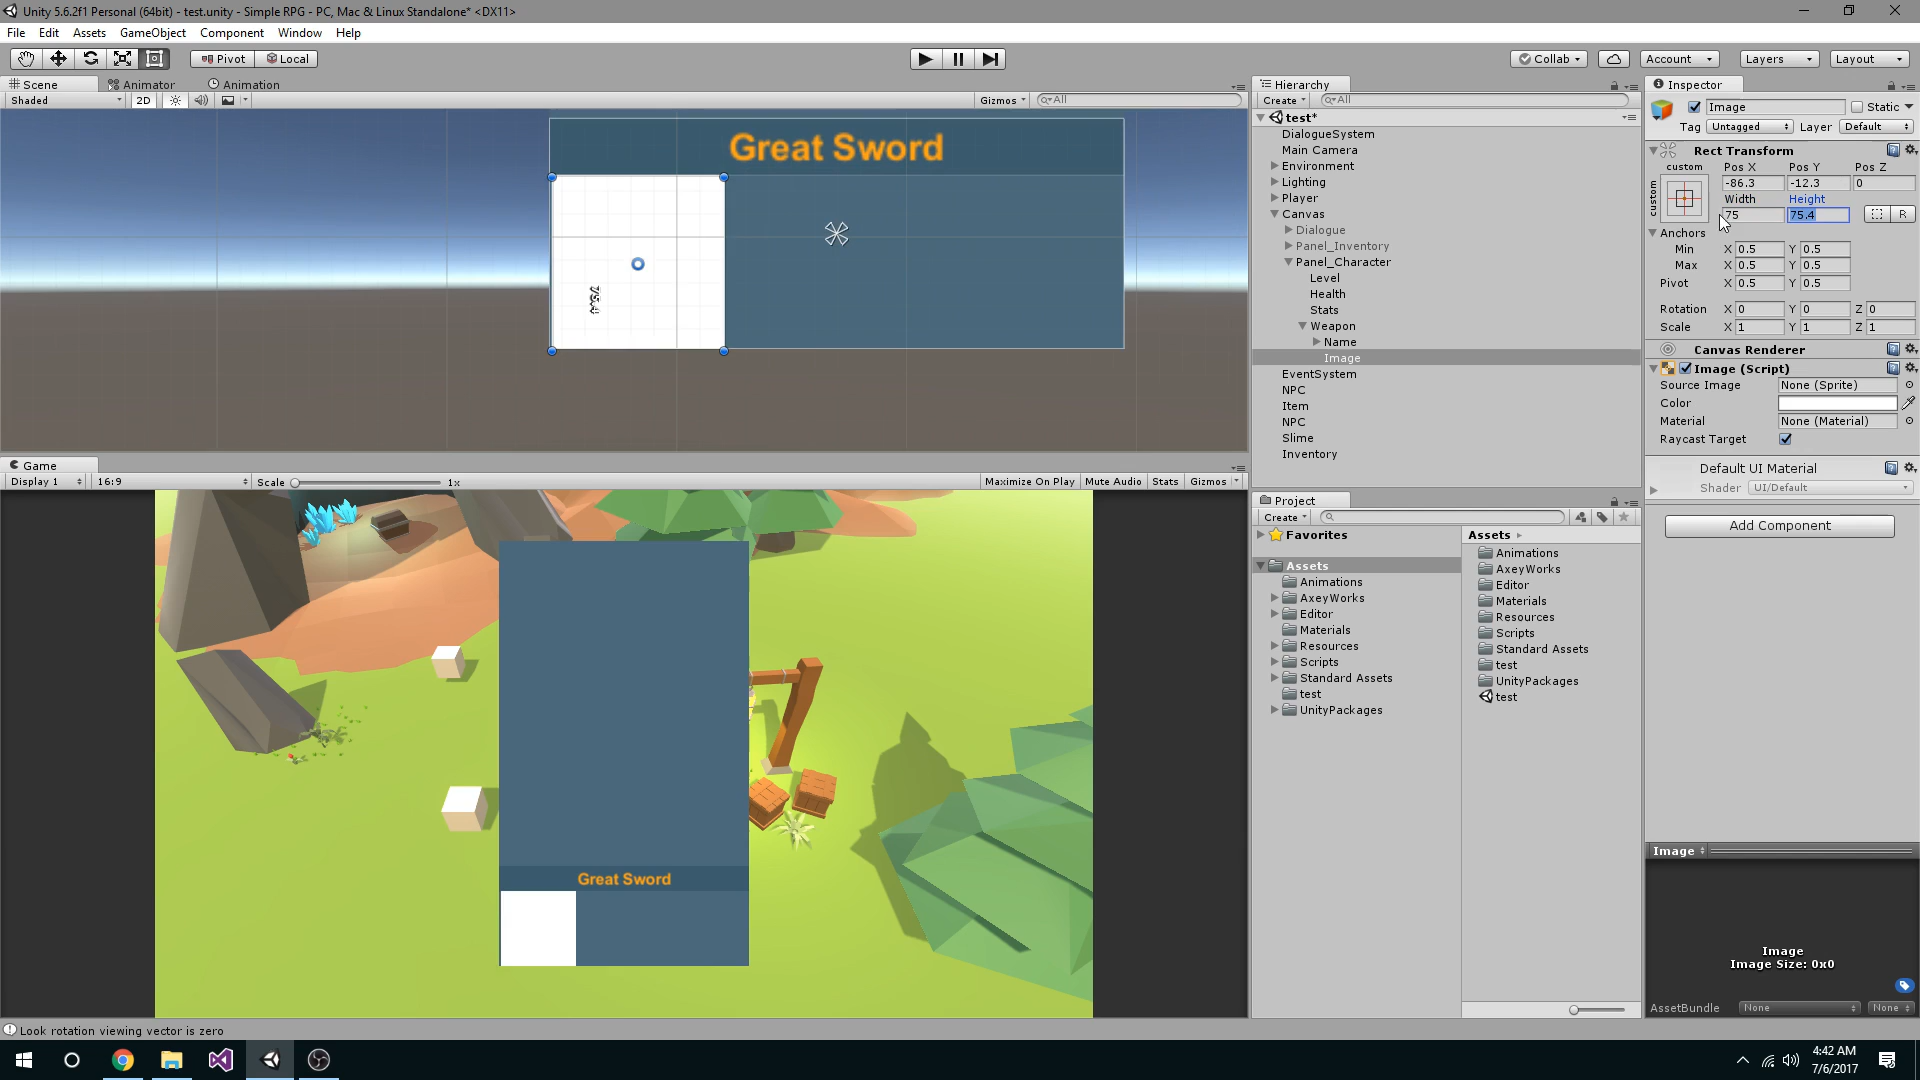 Unity 5.6.2f1 Personal (64bit) - test.unity - Simple RPG - PC, Mac & Linux Standalone* <DX11>
File Edit Assets GameObject Component Window Help
Pivot Local
Collab Account Layers Layout
Scene Animator Animation
Shaded 2D Gizmos All
Great Sword
75.4
Game
Display 1 16:9 Scale 1x Maximize On Play Mute Audio Stats Gizmos
Great Sword
Hierarchy
Create All
test*
DialogueSystem
Main Camera
Environment
Lighting
Player
Canvas
Dialogue
Panel_Inventory
Panel_Character
Level
Health
Stats
Weapon
Name
Image
EventSystem
NPC
Item
NPC
Slime
Inventory
Project
Create
Favorites
Assets
Animations
AxeyWorks
Editor
Materials
Resources
Scripts
Standard Assets
test
UnityPackages
Assets
Animations
AxeyWorks
Editor
Materials
Resources
Scripts
Standard Assets
test
UnityPackages
test
Inspector
Image Static
Tag Untagged Layer Default
Rect Transform
custom Pos X Pos Y Pos Z
custom
-86.3 -12.3 0
Width Height
75 75.4 R
Anchors
Min X 0.5 Y 0.5
Max X 0.5 Y 0.5
Pivot X 0.5 Y 0.5
Rotation X 0 Y 0 Z 0
Scale X 1 Y 1 Z 1
Canvas Renderer
Image (Script)
Source Image None (Sprite)
Color
Material None (Material)
Raycast Target
Default UI Material
Shader UI/Default
Add Component
Image
Image
Image Size: 0x0
AssetBundle None None
Look rotation viewing vector is zero
4:42 AM
7/6/2017